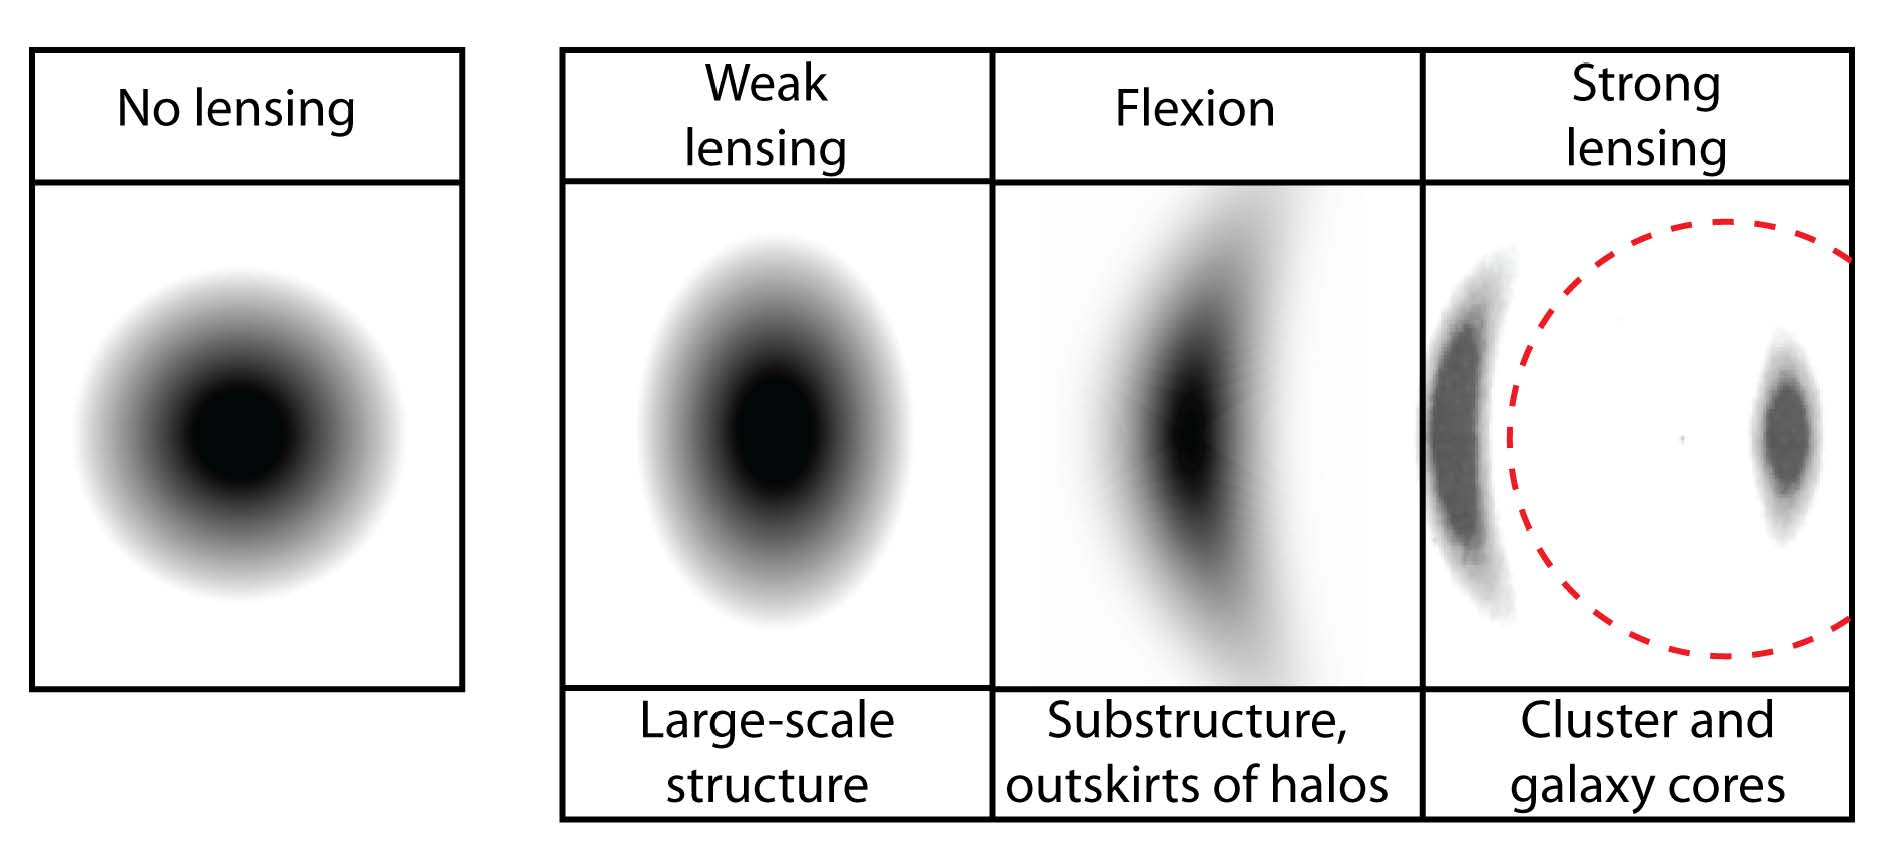 No lensing
Weak
lensing
Flexion
Strong
lensing
Large-scale
structure
Substructure,
outskirts of halos
Cluster and
galaxy cores